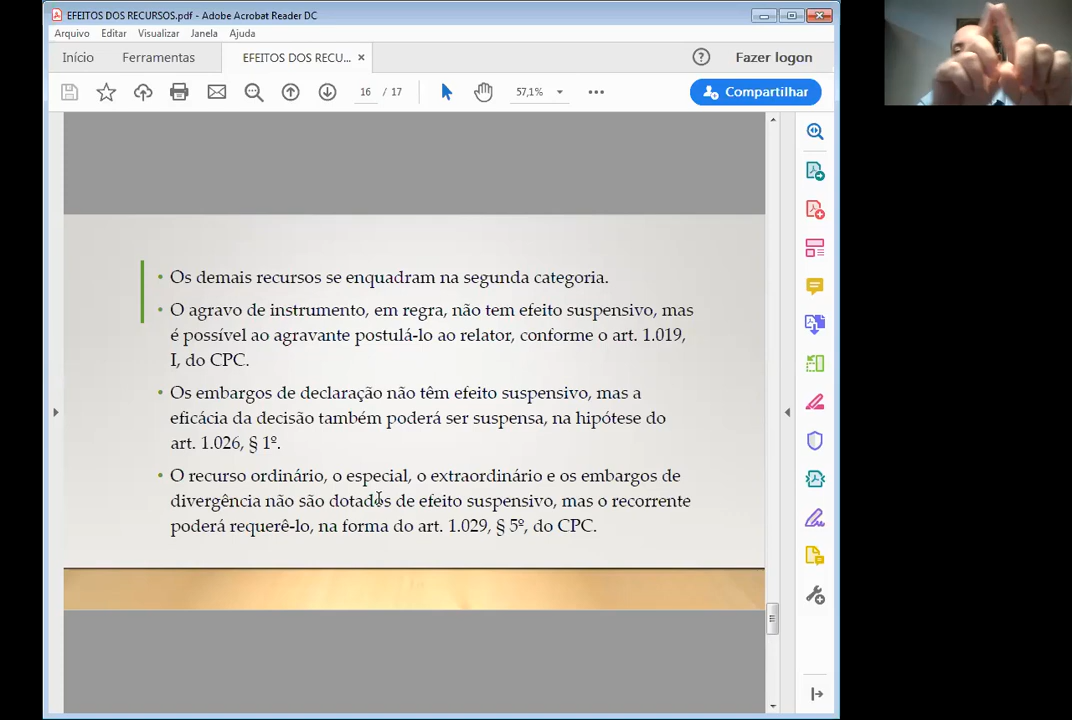 EFEITOS DOS RECURSOS.pdf - Adobe Acrobat Reader DC
Arquivo Editar Visualizar Janela Ajuda
Início Ferramentas EFEITOS DOS RECU... × Fazer logon
16 / 17 57,1% Compartilhar
• Os demais recursos se enquadram na segunda categoria.
• O agravo de instrumento, em regra, não tem efeito suspensivo, mas
é possível ao agravante postulá-lo ao relator, conforme o art. 1.019,
I, do CPC.
• Os embargos de declaração não têm efeito suspensivo, mas a
eficácia da decisão também poderá ser suspensa, na hipótese do
art. 1.026, § 1º.
• O recurso ordinário, o especial, o extraordinário e os embargos de
divergência não são dotados de efeito suspensivo, mas o recorrente
poderá requerê-lo, na forma do art. 1.029, § 5º, do CPC.